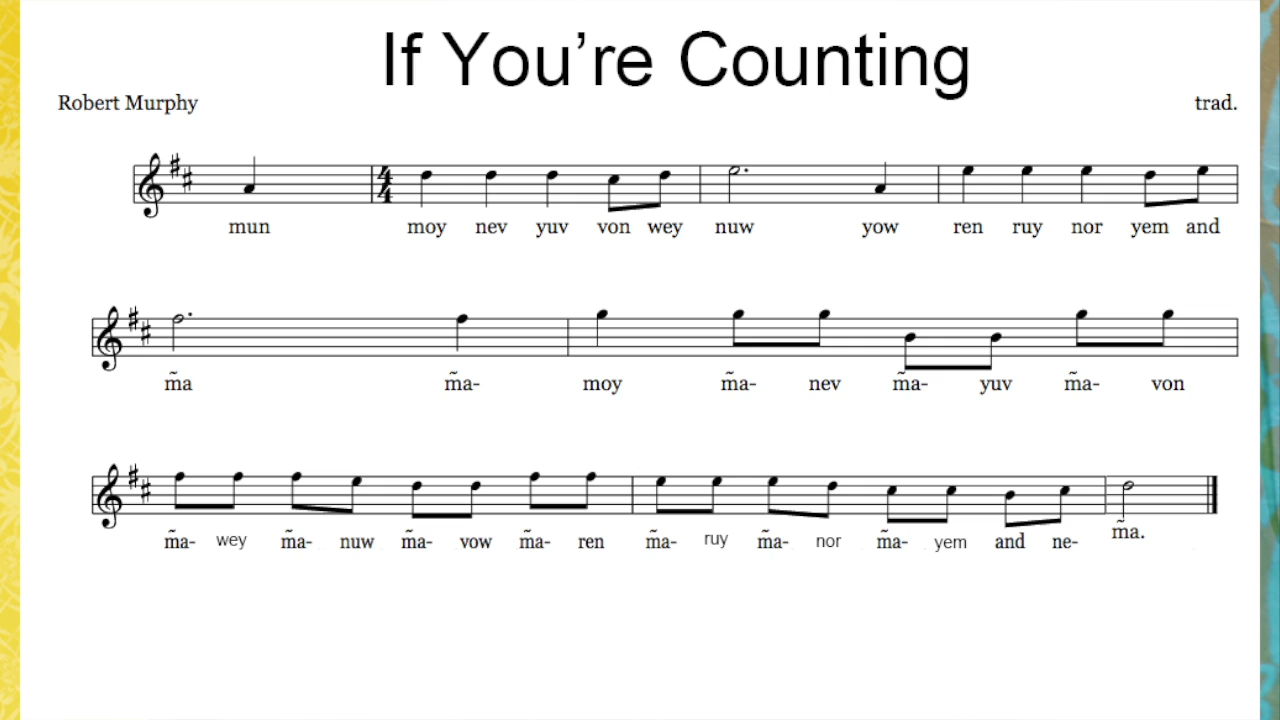 If You’re Counting
Robert Murphy
trad.
mun moy nev yuv von wey nuw yow ren ruy nor yem and
m̃a m̃a- moy m̃a- nev m̃a- yuv m̃a- von
m̃a- wey m̃a- nuw m̃a- vow m̃a- ren m̃a- ruy m̃a- nor m̃a- yem and ne- m̃a.